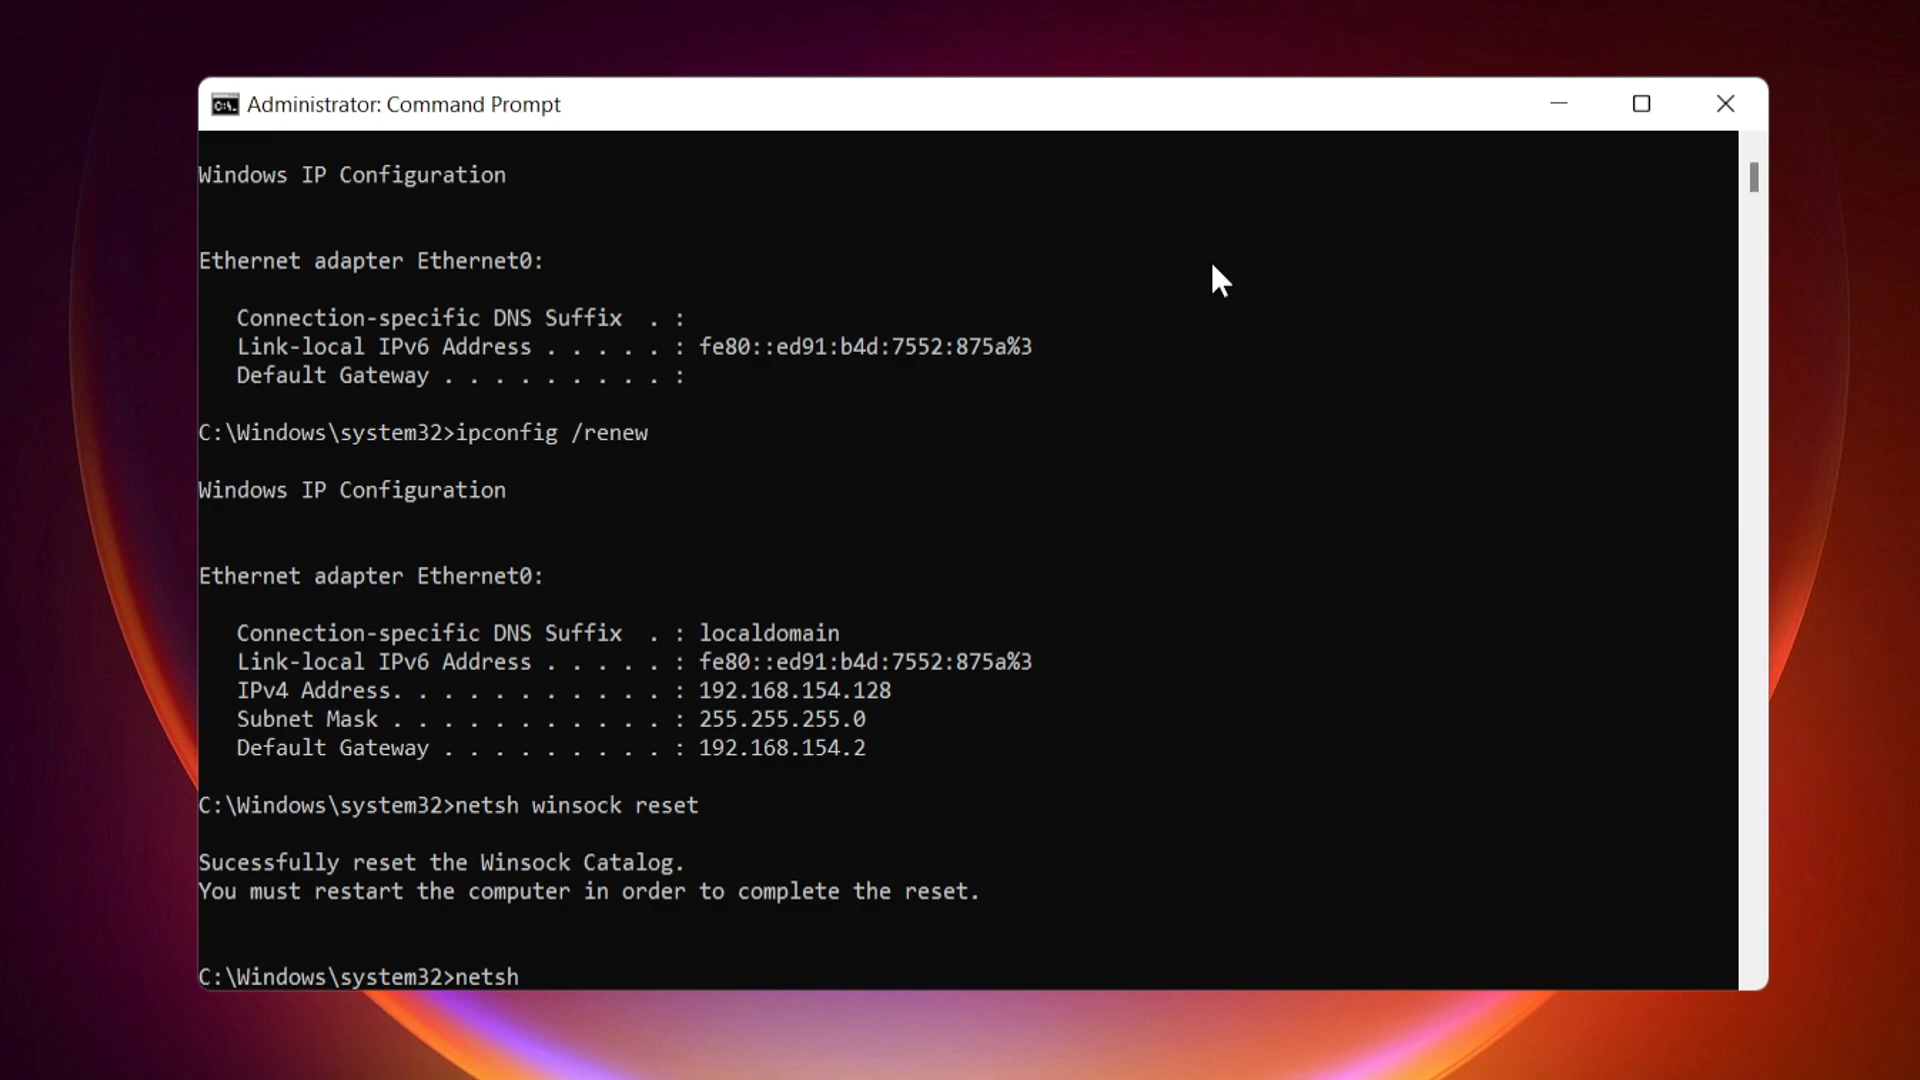 C:\.
Administrator: Command Prompt
Windows IP Configuration
Ethernet adapter Ethernet0:
Connection-specific DNS Suffix  . :
Link-local IPv6 Address . . . . . : fe80::ed91:b4d:7552:875a%3
Default Gateway . . . . . . . . . :
C:\Windows\system32>ipconfig /renew
Windows IP Configuration
Ethernet adapter Ethernet0:
Connection-specific DNS Suffix  . : localdomain
Link-local IPv6 Address . . . . . : fe80::ed91:b4d:7552:875a%3
IPv4 Address. . . . . . . . . . . : 192.168.154.128
Subnet Mask . . . . . . . . . . . : 255.255.255.0
Default Gateway . . . . . . . . . : 192.168.154.2
C:\Windows\system32>netsh winsock reset
Sucessfully reset the Winsock Catalog.
You must restart the computer in order to complete the reset.
C:\Windows\system32>netsh